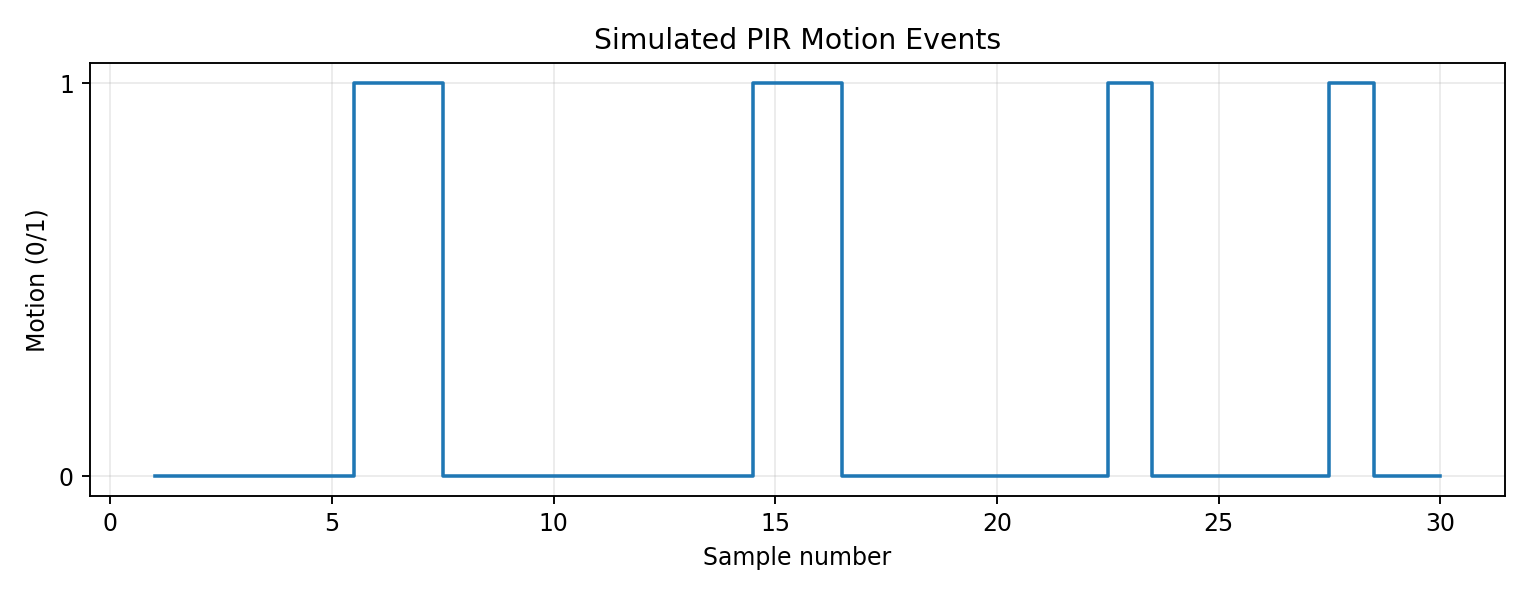 Simulated PIR Motion Events
Motion (0/1)
1
0
0 5 10 15 20 25 30
Sample number